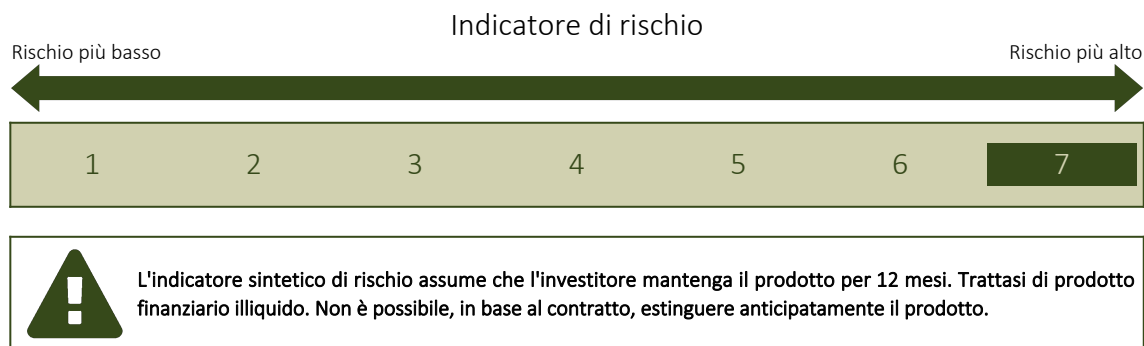 Indicatore di rischio
Rischio più basso
Rischio più alto
1 2 3 4 5 6 7
L'indicatore sintetico di rischio assume che l'investitore mantenga il prodotto per 12 mesi. Trattasi di prodotto
finanziario illiquido. Non è possibile, in base al contratto, estinguere anticipatamente il prodotto.